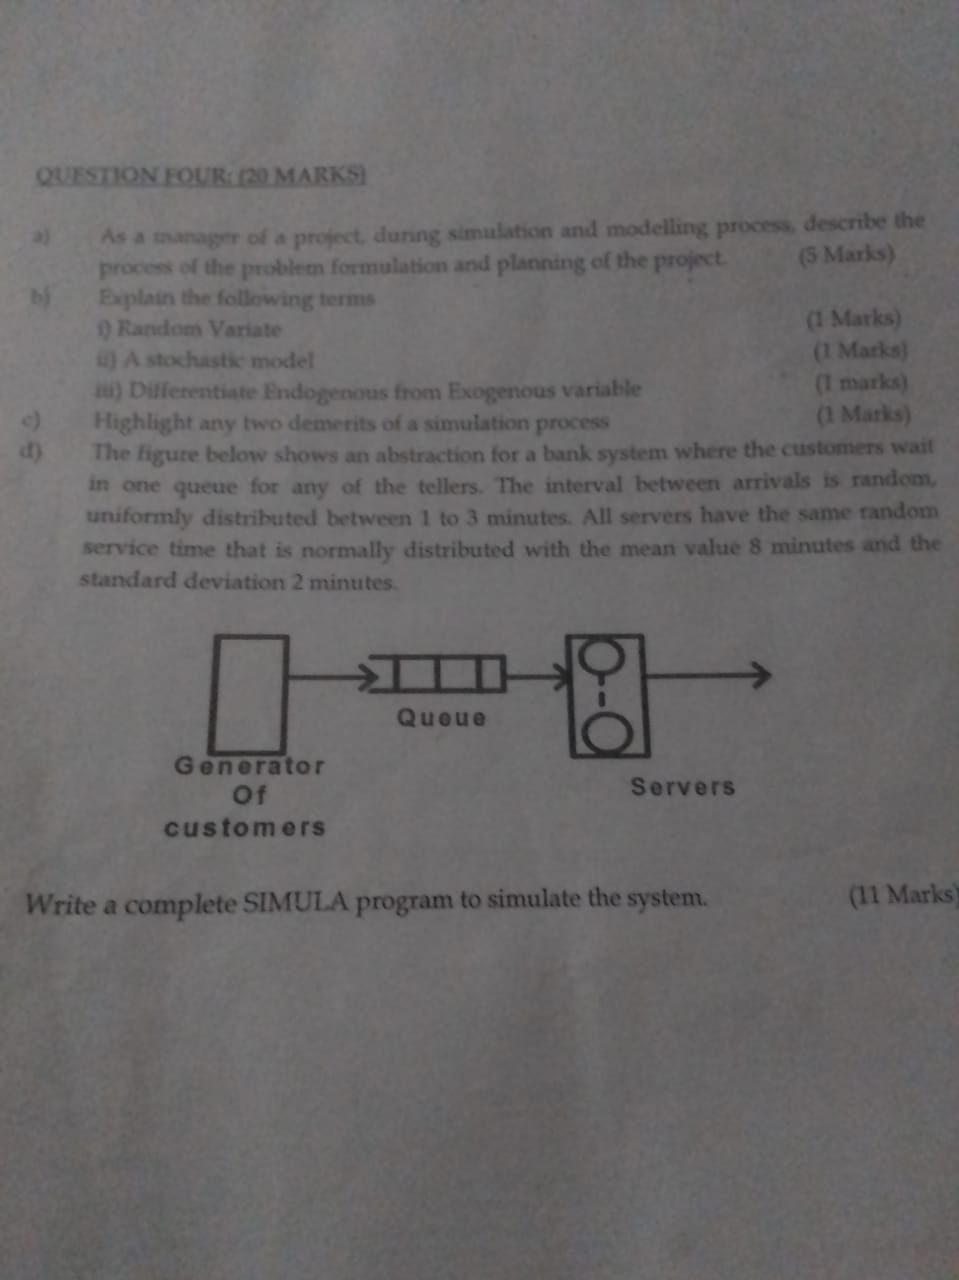 QUESTION FOUR: (20 MARKS)
a) As a manager of a project, during simulation and modelling process, describe the
process of the problem formulation and planning of the project. (5 Marks)
b) Explain the following terms
i) Random Variate (1 Marks)
ii) A stochastic model (1 Marks)
iii) Differentiate Endogenous from Exogenous variable (1 marks)
c) Highlight any two demerits of a simulation process (1 Marks)
d) The figure below shows an abstraction for a bank system where the customers wait
in one queue for any of the tellers. The interval between arrivals is random,
uniformly distributed between 1 to 3 minutes. All servers have the same random
service time that is normally distributed with the mean value 8 minutes and the
standard deviation 2 minutes.
Queue
Generator
Of
customers
Servers
Write a complete SIMULA program to simulate the system. (11 Marks)